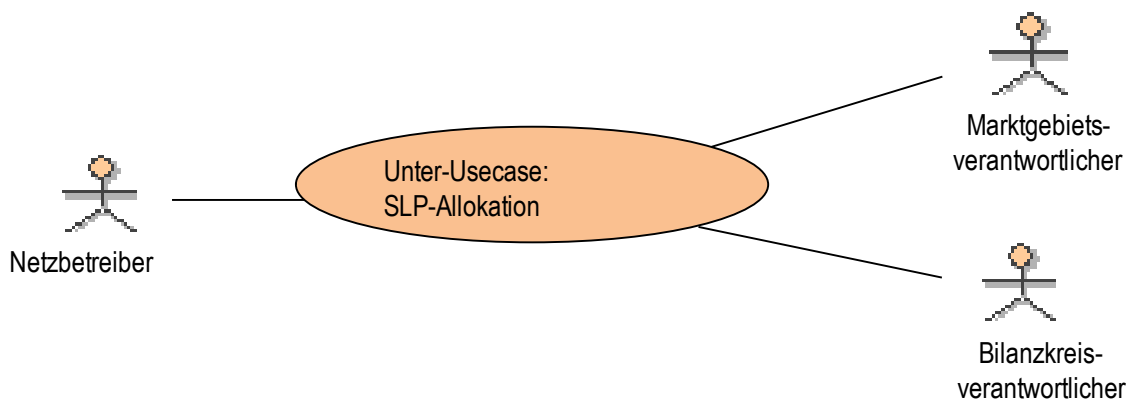 Netzbetreiber
Unter-Usecase:
SLP-Allokation
Marktgebiets-
verantwortlicher
Bilanzkreis-
verantwortlicher